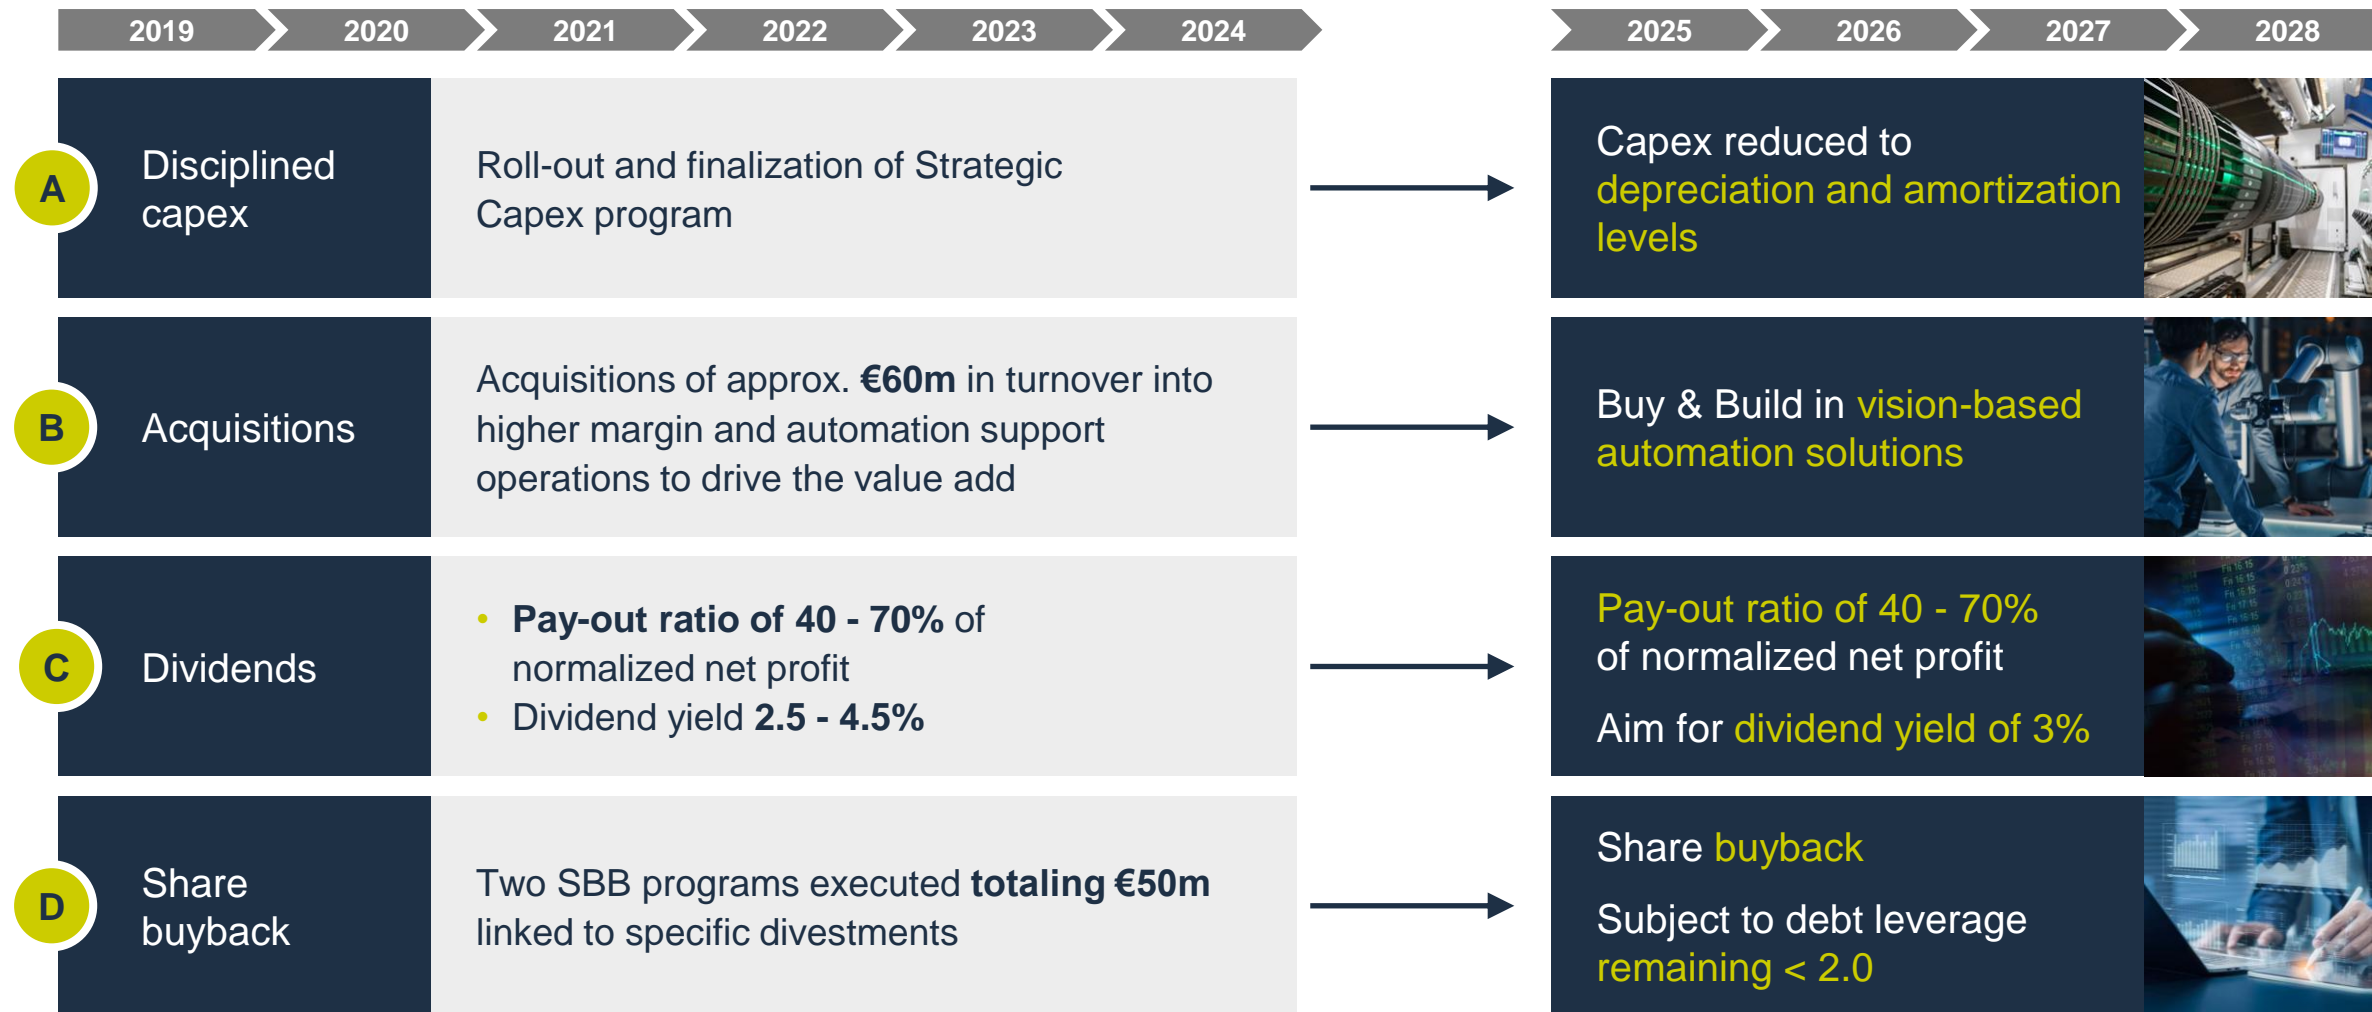 2019 2020 2021 2022 2023 2024 2025 2026 2027 2028
A
Disciplined
capex
Roll-out and finalization of Strategic
Capex program
Capex reduced to
depreciation and amortization
levels
B
Acquisitions
Acquisitions of approx. €60m in turnover into
higher margin and automation support
operations to drive the value add
Buy & Build in vision-based
automation solutions
C
Dividends
• Pay-out ratio of 40 - 70% of
normalized net profit
• Dividend yield 2.5 - 4.5%
Pay-out ratio of 40 - 70%
of normalized net profit
Aim for dividend yield of 3%
D
Share
buyback
Two SBB programs executed totaling €50m
linked to specific divestments
Share buyback
Subject to debt leverage
remaining < 2.0